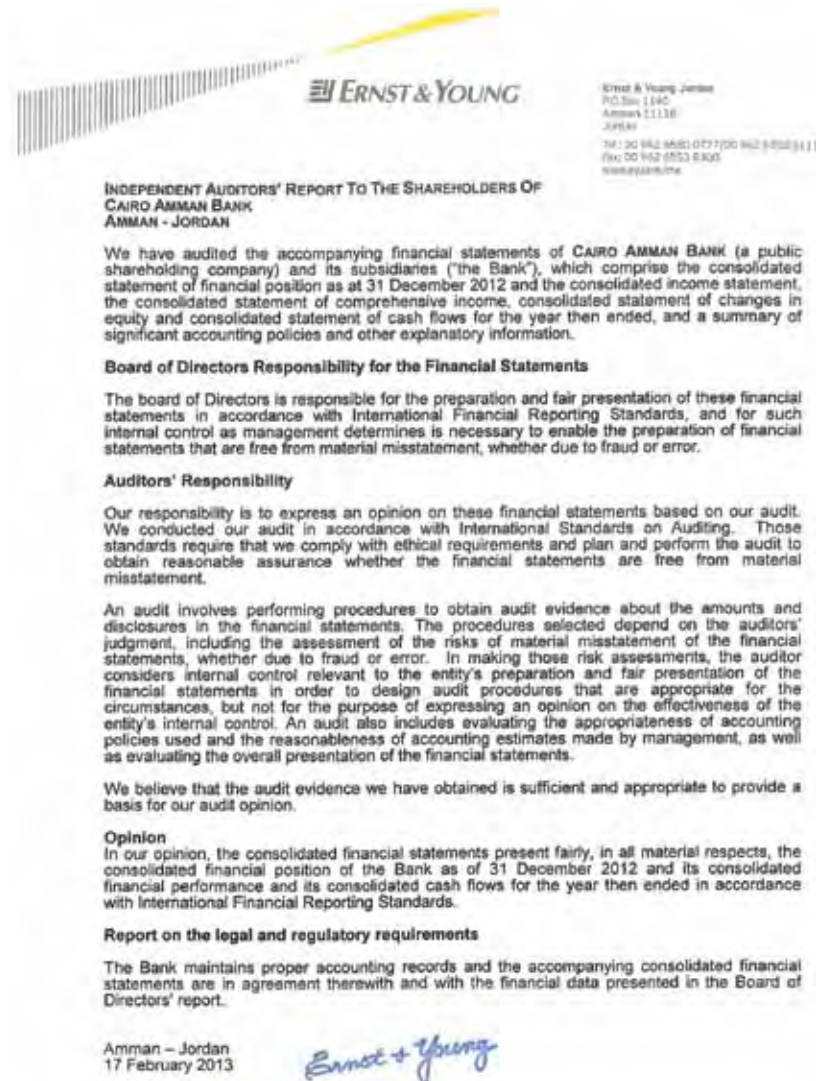 ERNST & YOUNG
Ernst & Young Jordan
P.O.Box 1140
Amman 11118
Jordan
INDEPENDENT AUDITORS' REPORT TO THE SHAREHOLDERS OF
CAIRO AMMAN BANK
AMMAN - JORDAN
We have audited the accompanying financial statements of CAIRO AMMAN BANK (a public
shareholding company) and its subsidiaries ("the Bank"), which comprise the consolidated
statement of financial position as at 31 December 2012 and the consolidated income statement,
the consolidated statement of comprehensive income, consolidated statement of changes in
equity and consolidated statement of cash flows for the year then ended, and a summary of
significant accounting policies and other explanatory information.
Board of Directors Responsibility for the Financial Statements
The board of Directors is responsible for the preparation and fair presentation of these financial
statements in accordance with International Financial Reporting Standards, and for such
internal control as management determines is necessary to enable the preparation of financial
statements that are free from material misstatement, whether due to fraud or error.
Auditors' Responsibility
Our responsibility is to express an opinion on these financial statements based on our audit.
We conducted our audit in accordance with International Standards on Auditing. Those
standards require that we comply with ethical requirements and plan and perform the audit to
obtain reasonable assurance whether the financial statements are free from material
misstatement.
An audit involves performing procedures to obtain audit evidence about the amounts and
disclosures in the financial statements. The procedures selected depend on the auditors'
judgment, including the assessment of the risks of material misstatement of the financial
statements, whether due to fraud or error. In making those risk assessments, the auditor
considers internal control relevant to the entity's preparation and fair presentation of the
financial statements in order to design audit procedures that are appropriate for the
circumstances, but not for the purpose of expressing an opinion on the effectiveness of the
entity's internal control. An audit also includes evaluating the appropriateness of accounting
policies used and the reasonableness of accounting estimates made by management, as well
as evaluating the overall presentation of the financial statements.
We believe that the audit evidence we have obtained is sufficient and appropriate to provide a
basis for our audit opinion.
Opinion
In our opinion, the consolidated financial statements present fairly, in all material respects, the
consolidated financial position of the Bank as of 31 December 2012 and its consolidated
financial performance and its consolidated cash flows for the year then ended in accordance
with International Financial Reporting Standards.
Report on the legal and regulatory requirements
The Bank maintains proper accounting records and the accompanying consolidated financial
statements are in agreement therewith and with the financial data presented in the Board of
Directors' report.
Amman – Jordan
17 February 2013
Ernst & Young